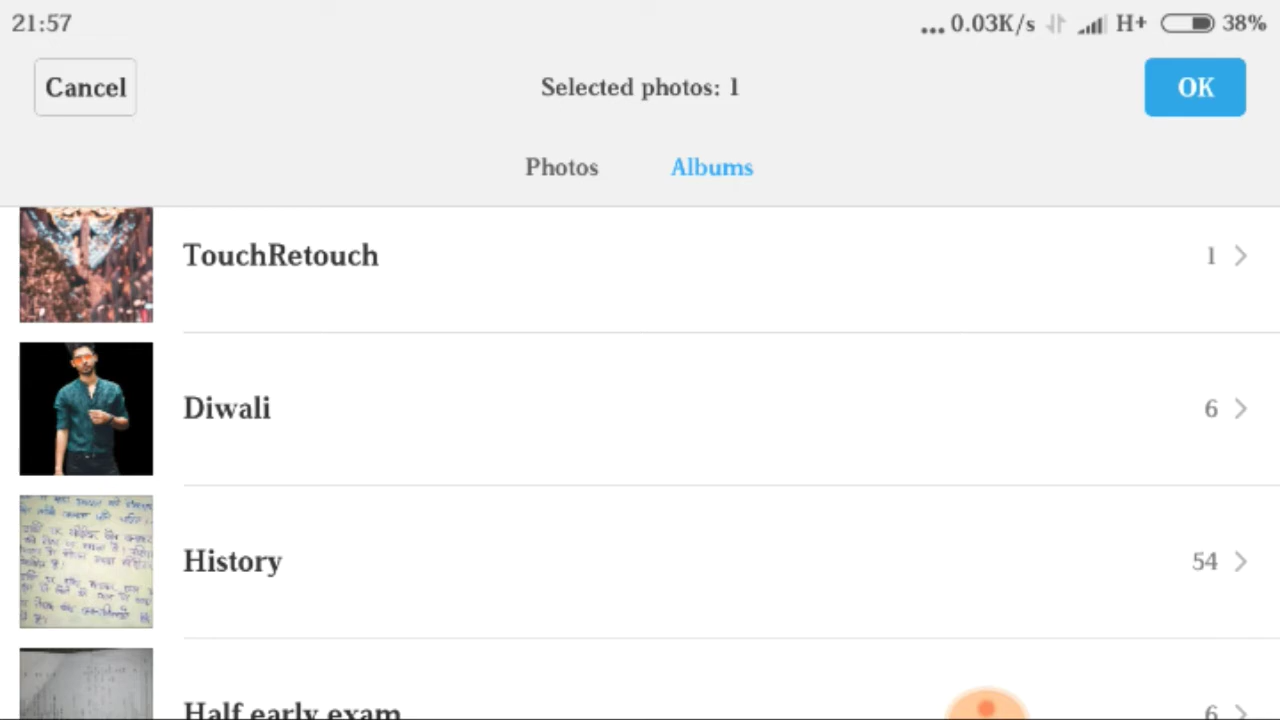 21:57
... 0.03K/s H+ 38%
Cancel
Selected photos: 1
OK
Photos
Albums
TouchRetouch
1
Diwali
6
History
54
Half early exam
6